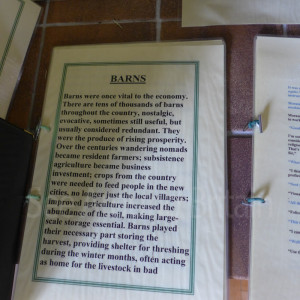 BARNS
Barns were once vital to the economy.
There are tens of thousands of barns
throughout the country, nostalgic,
evocative, sometimes still useful, but
usually considered redundant. They
were the produce of rising prosperity.
Over the centuries wandering nomads
became resident farmers; subsistence
agriculture became business
investment; crops from the country
were needed to feed people in the new
cities, no longer just the local villagers;
improved agriculture increased the
abundance of the soil, making large-
scale storage essential. Barns played
their necessary part storing the
harvest, providing shelter for threshing
during the winter months, often acting
as home for the livestock in bad